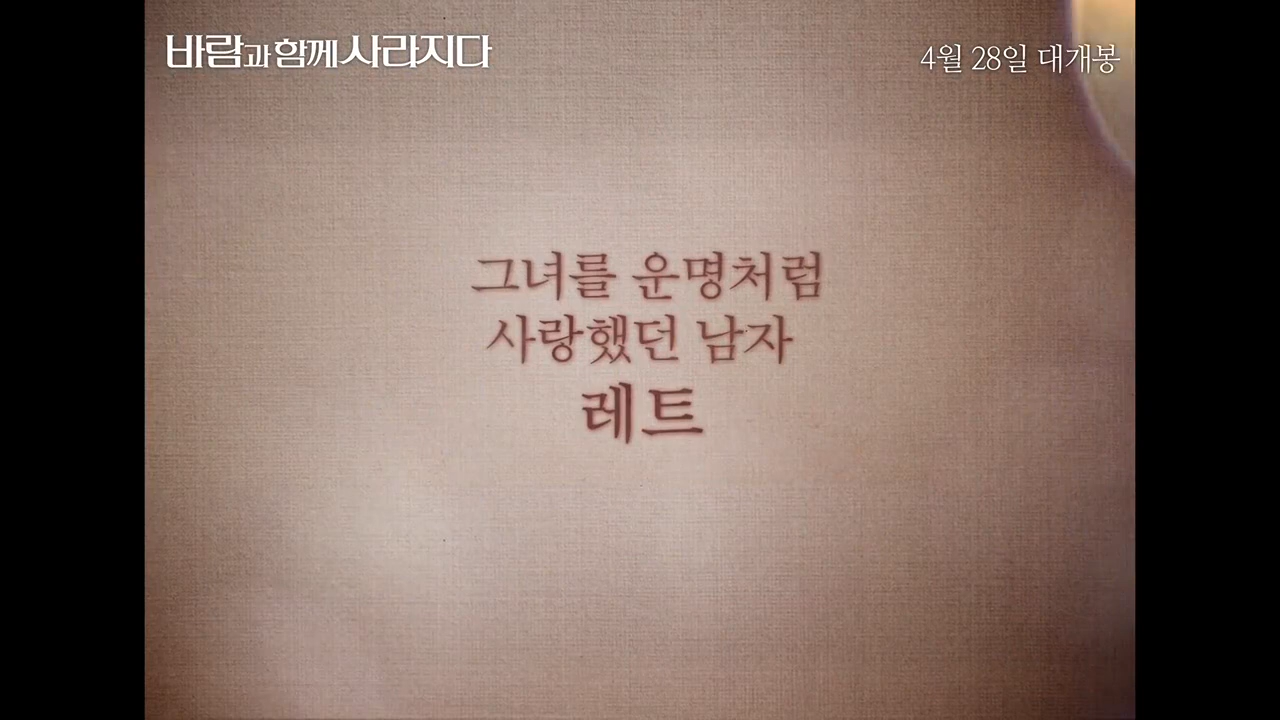 바람과 함께 사라지다
4월 28일 대개봉
그녀를 운명처럼
사랑했던 남자
레트